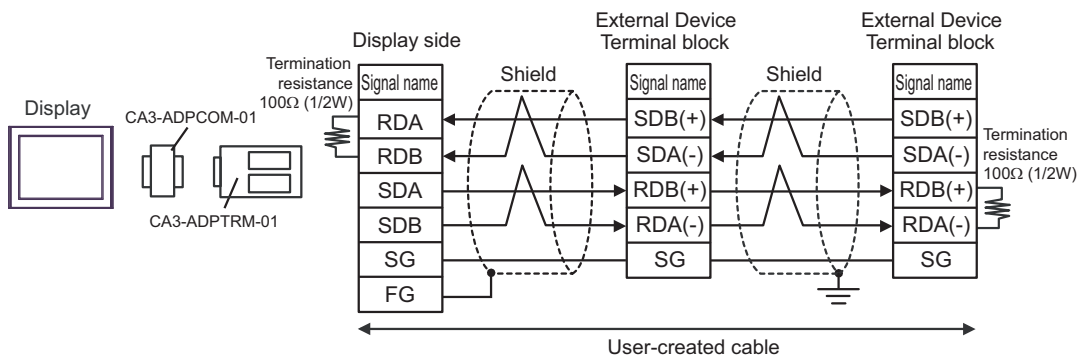 External Device
Terminal block
External Device
Terminal block
Display side
Termination
resistance
100Ω (1/2W)
Shield
Shield
Signal name
Signal name
Signal name
Display
CA3-ADPCOM-01
CA3-ADPTRM-01
RDA
SDB(+)
SDB(+)
RDB
SDA(-)
SDA(-)
SDA
RDB(+)
RDB(+)
SDB
RDA(-)
RDA(-)
SG
SG
SG
FG
Termination
resistance
100Ω (1/2W)
User-created cable